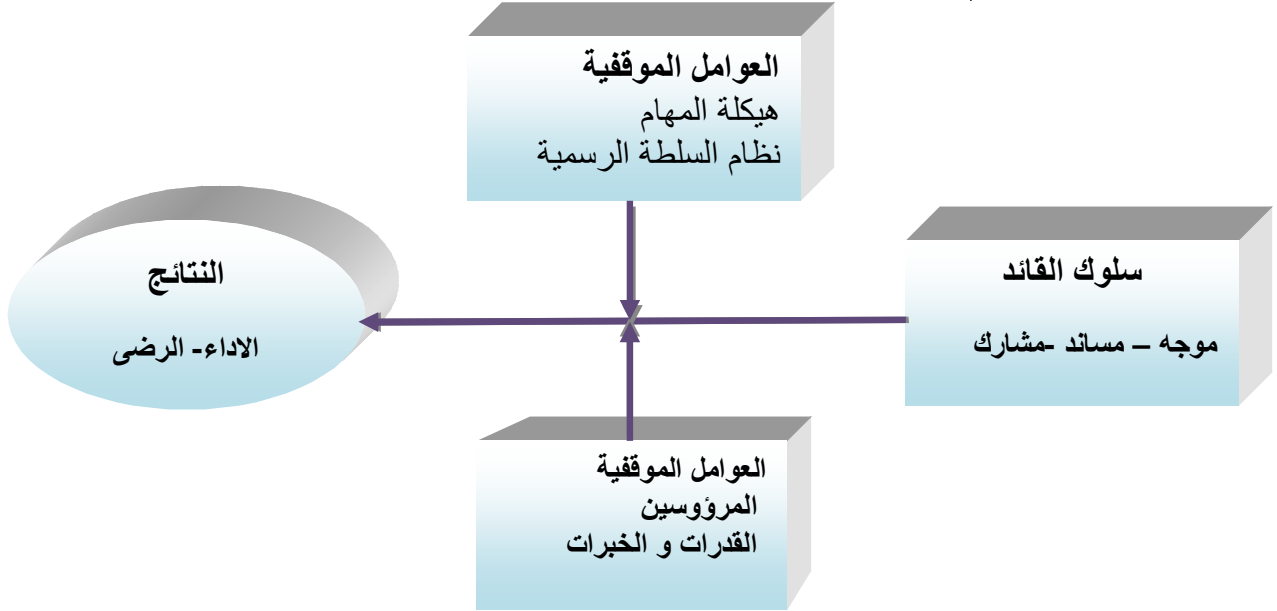 العوامل الموقفية
هيكلة المهام
نظام السلطة الرسمية
سلوك القائد
موجه – مساند -مشارك
النتائج
الاداء- الرضى
العوامل الموقفية
المرؤوسين
القدرات و الخبرات